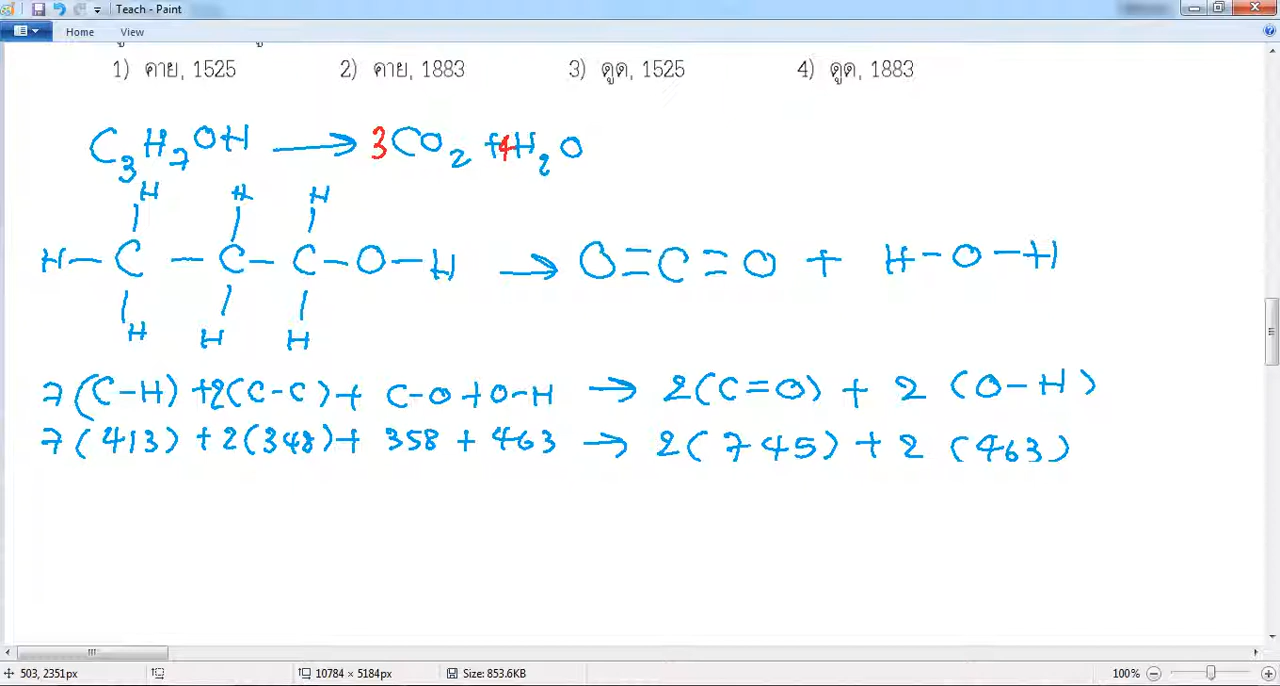 Teach - Paint
Home View
1) คาย, 1525 2) คาย, 1883 3) ดูด, 1525 4) ดูด, 1883
C3H7OH → 3CO2 + 4H2O
H H H
H — C — C — C — O — H → O = C = O + H — O — H
H H H
7(C-H) + 2(C-C) + C-O + O-H → 2(C=O) + 2(O-H)
7(413) + 2(348) + 358 + 463 → 2(745) + 2(463)
503, 2351px 10784 × 5184px Size: 853.6KB 100%